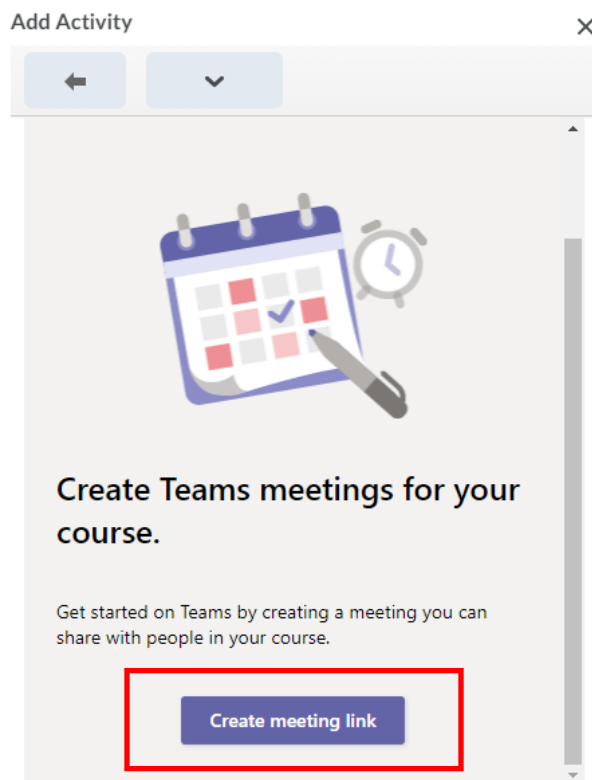 Add Activity
Create Teams meetings for your
course.
Get started on Teams by creating a meeting you can
share with people in your course.
Create meeting link